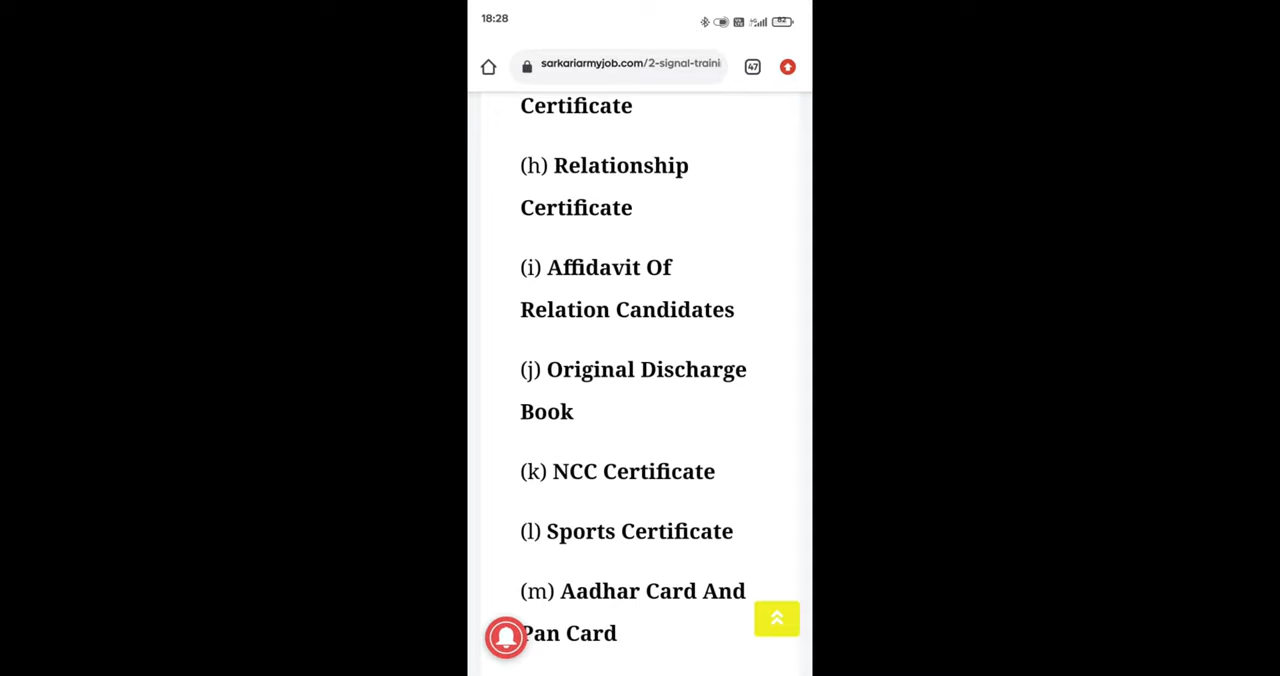 18:28
82
sarkariarmyjob.com/2-signal-traini
47
Certificate
(h) Relationship
Certificate
(i) Affidavit Of
Relation Candidates
(j) Original Discharge
Book
(k) NCC Certificate
(l) Sports Certificate
(m) Aadhar Card And
Pan Card